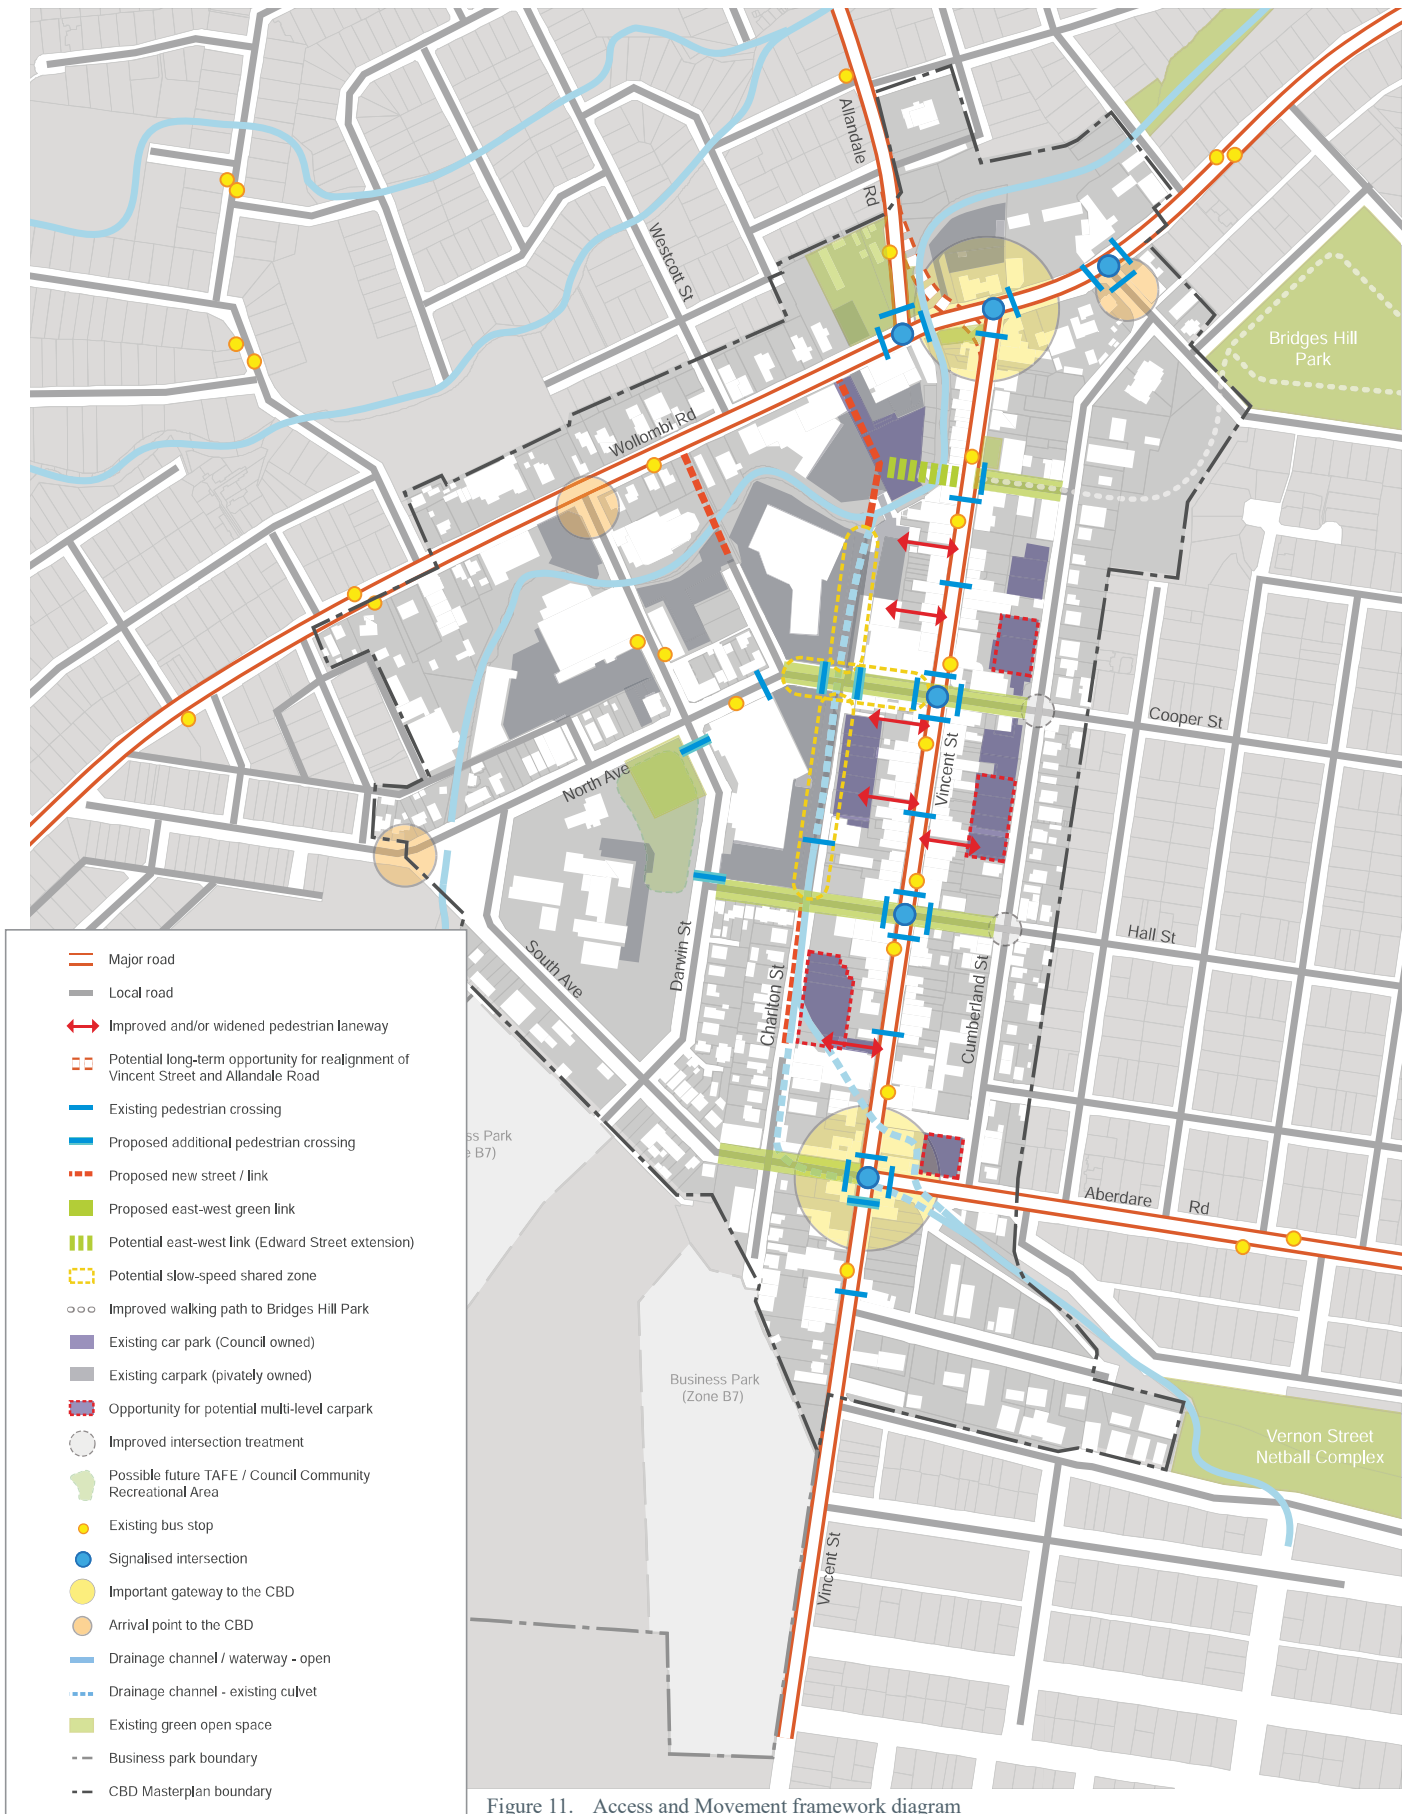 Allandale
Rd
Westcott St
Bridges Hill
Park
Wollombi Rd
Cooper St
Vincent St
North Ave
Hall St
South Ave
Darwin St
Charlton St
Cumberland St
ss Park
e B7)
Aberdare
Rd
Business Park
(Zone B7)
Vernon Street
Netball Complex
Vincent St
Major road
Local road
Improved and/or widened pedestrian laneway
Potential long-term opportunity for realignment of
Vincent Street and Allandale Road
Existing pedestrian crossing
Proposed additional pedestrian crossing
Proposed new street / link
Proposed east-west green link
Potential east-west link (Edward Street extension)
Potential slow-speed shared zone
Improved walking path to Bridges Hill Park
Existing car park (Council owned)
Existing carpark (pivately owned)
Opportunity for potential multi-level carpark
Improved intersection treatment
Possible future TAFE / Council Community
Recreational Area
Existing bus stop
Signalised intersection
Important gateway to the CBD
Arrival point to the CBD
Drainage channel / waterway - open
Drainage channel - existing culvet
Existing green open space
Business park boundary
CBD Masterplan boundary
Figure 11. Access and Movement framework diagram